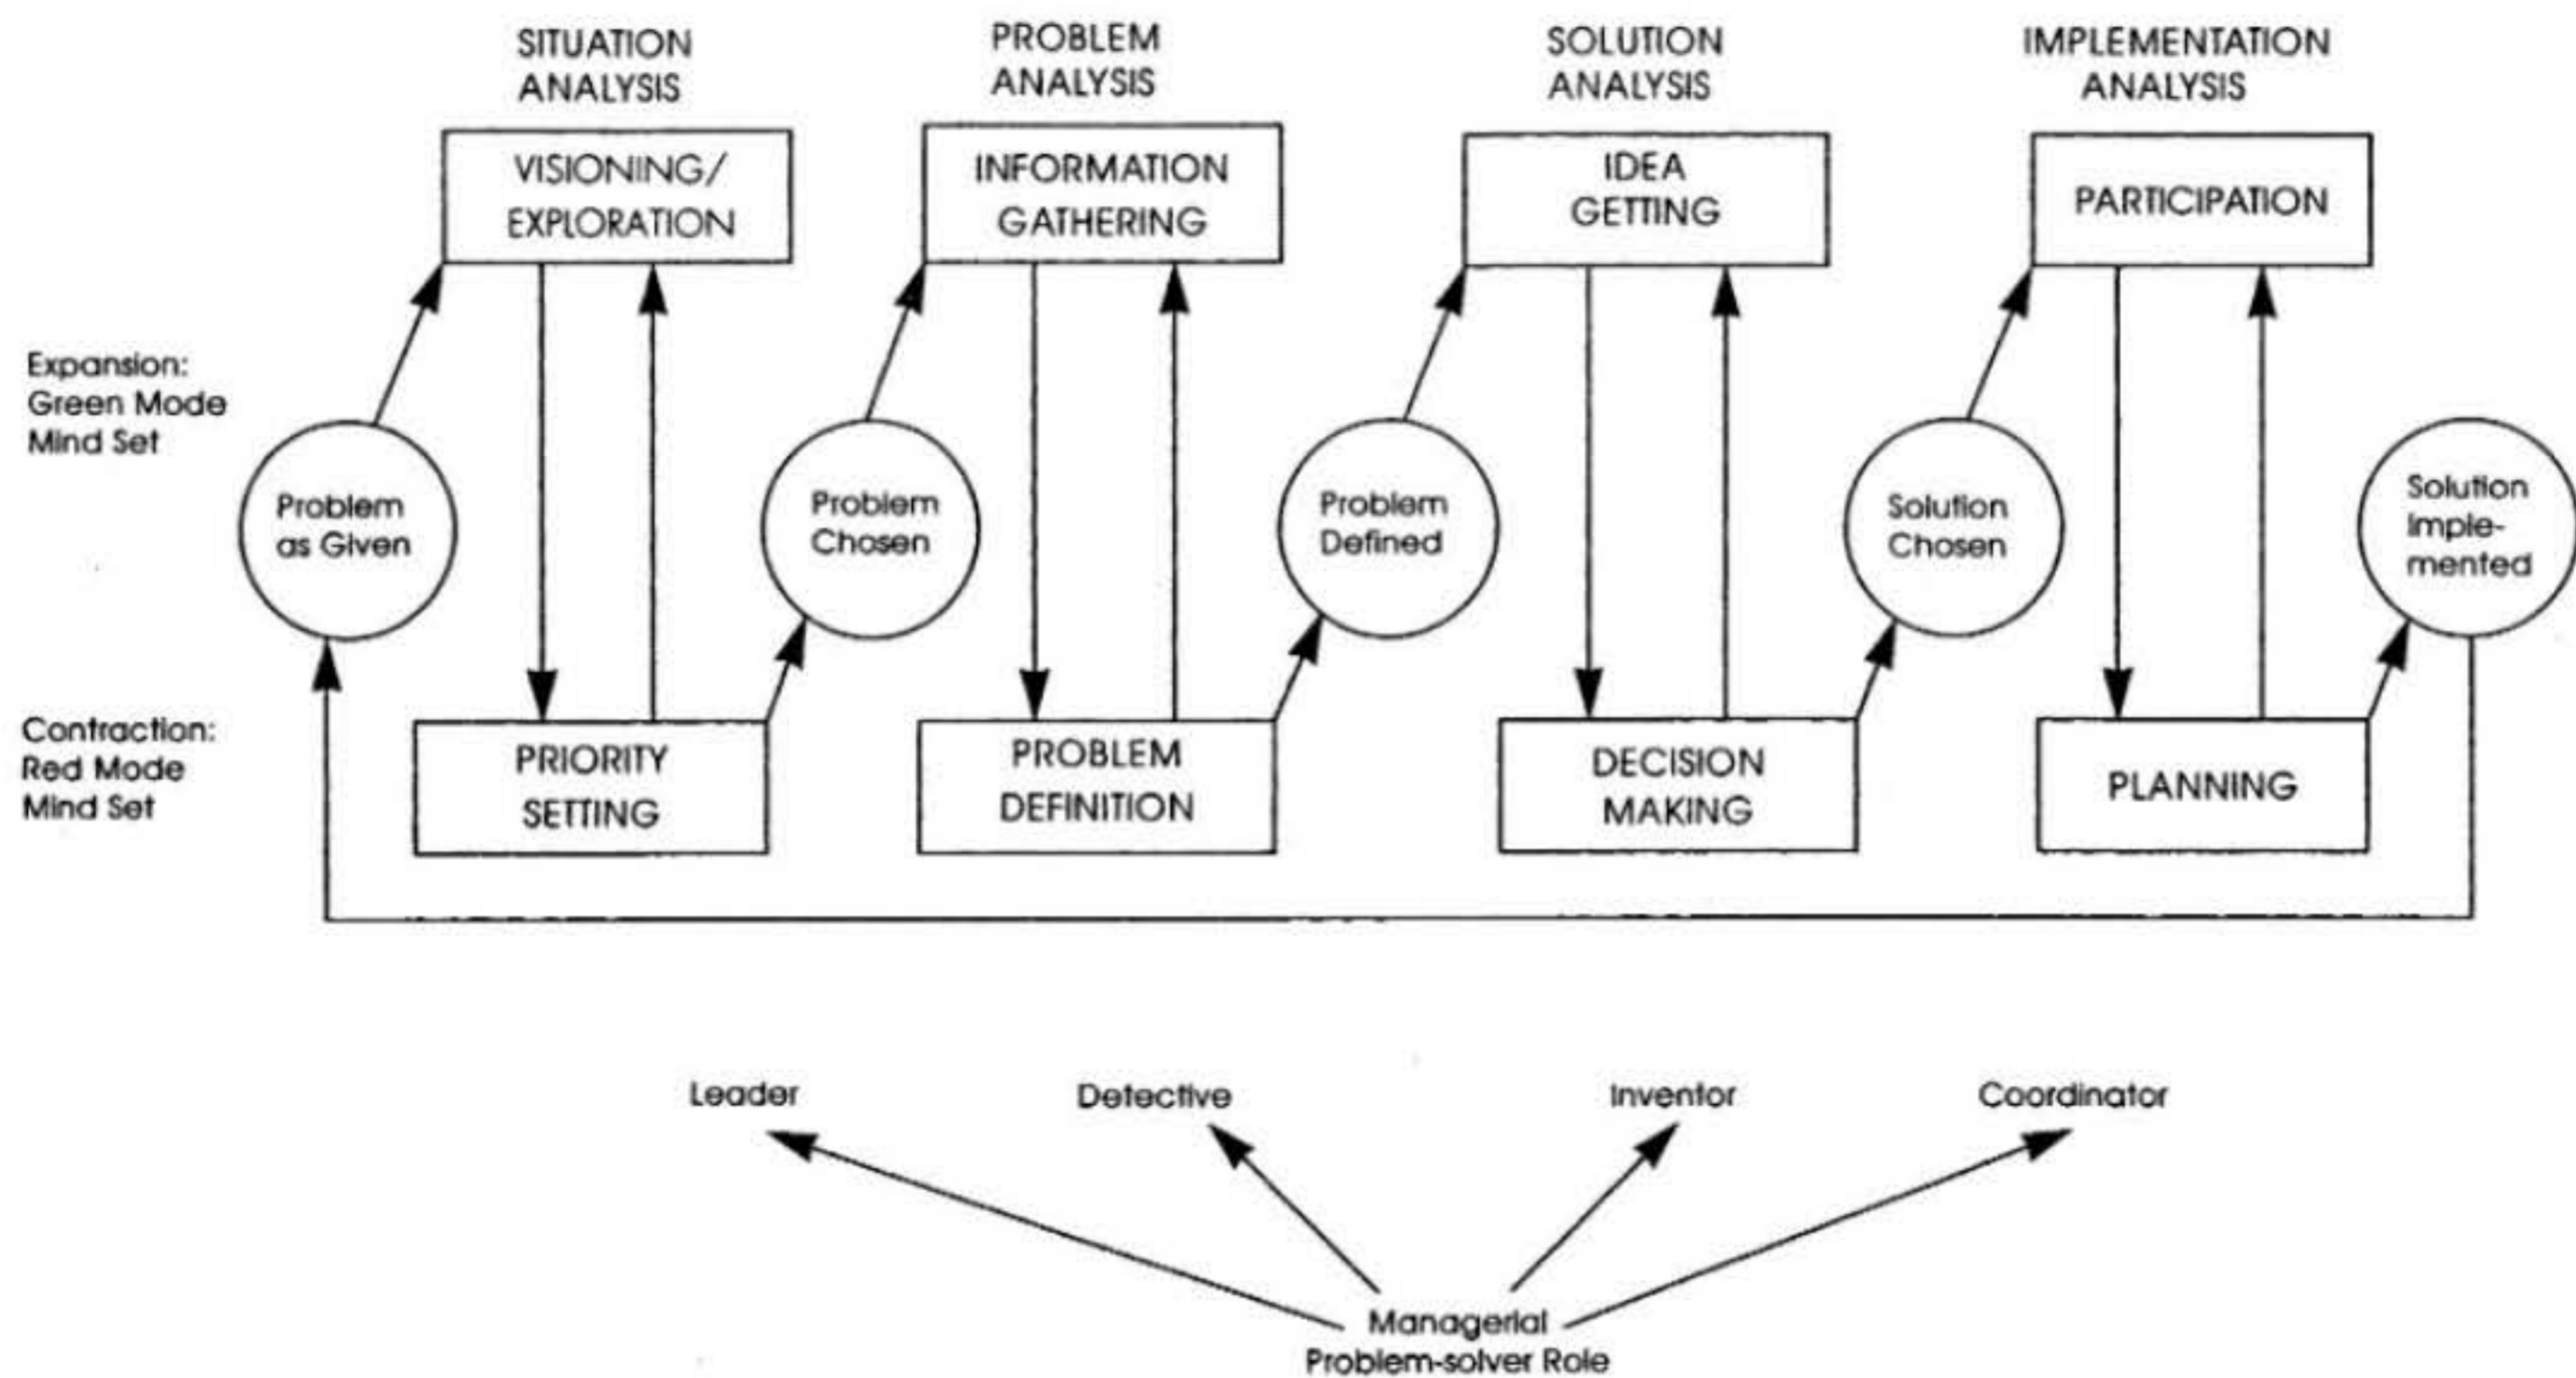 SITUATION
ANALYSIS
PROBLEM
ANALYSIS
SOLUTION
ANALYSIS
IMPLEMENTATION
ANALYSIS
VISIONING/
EXPLORATION
INFORMATION
GATHERING
IDEA
GETTING
PARTICIPATION
Expansion:
Green Mode
Mind Set
Problem
as Given
Problem
Chosen
Problem
Defined
Solution
Chosen
Solution
Imple-
mented
Contraction:
Red Mode
Mind Set
PRIORITY
SETTING
PROBLEM
DEFINITION
DECISION
MAKING
PLANNING
Leader
Detective
Inventor
Coordinator
Managerial
Problem-solver Role